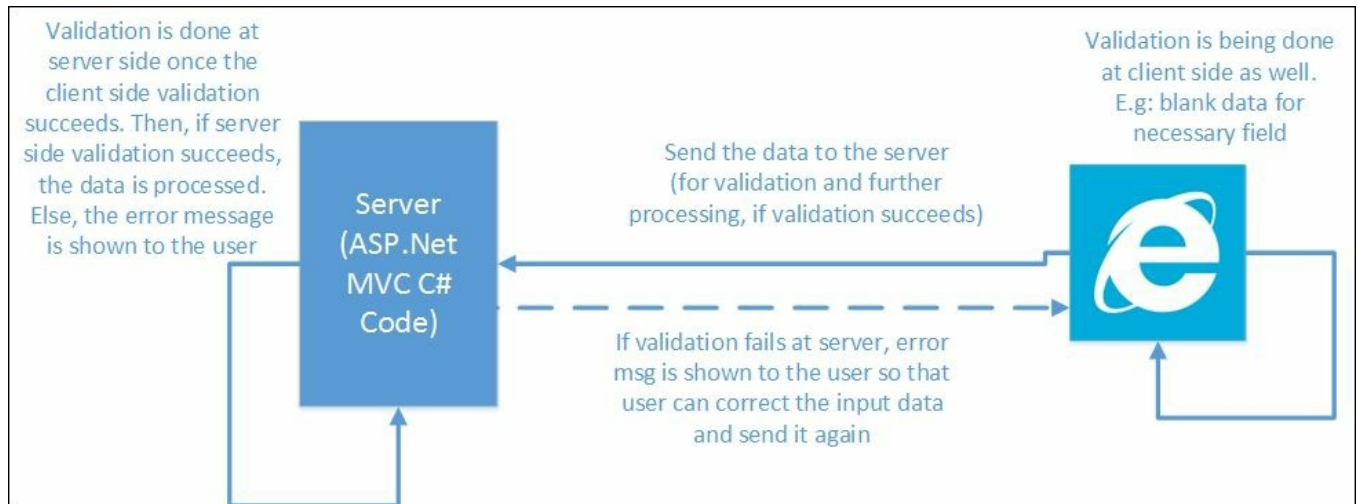 Validation is done at
server side once the
client side validation
succeeds. Then, if server
side validation succeeds,
the data is processed.
Else, the error message
is shown to the user
Server
(ASP.Net
MVC C#
Code)
Send the data to the server
(for validation and further
processing, if validation succeeds)
If validation fails at server, error
msg is shown to the user so that
user can correct the input data
and send it again
Validation is being done
at client side as well.
E.g: blank data for
necessary field